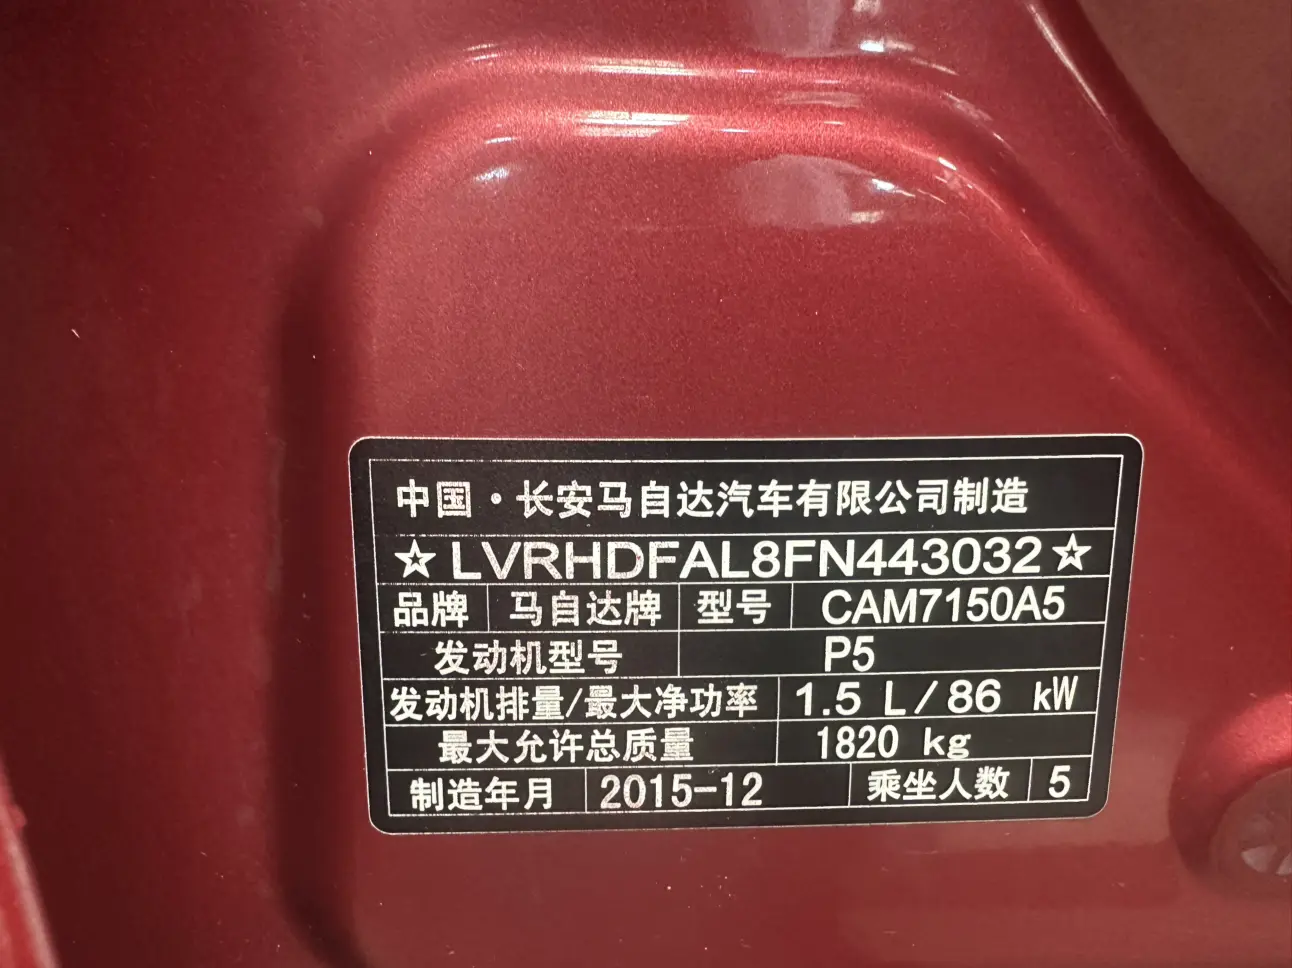 中国·长安马自达汽车有限公司制造
☆LVRHDFAL8FN443032☆
品牌 马自达牌 型号 CAM7150A5
发动机型号 P5
发动机排量/最大净功率 1.5 L/86 kW
最大允许总质量 1820 kg
制造年月 2015-12 乘坐人数 5